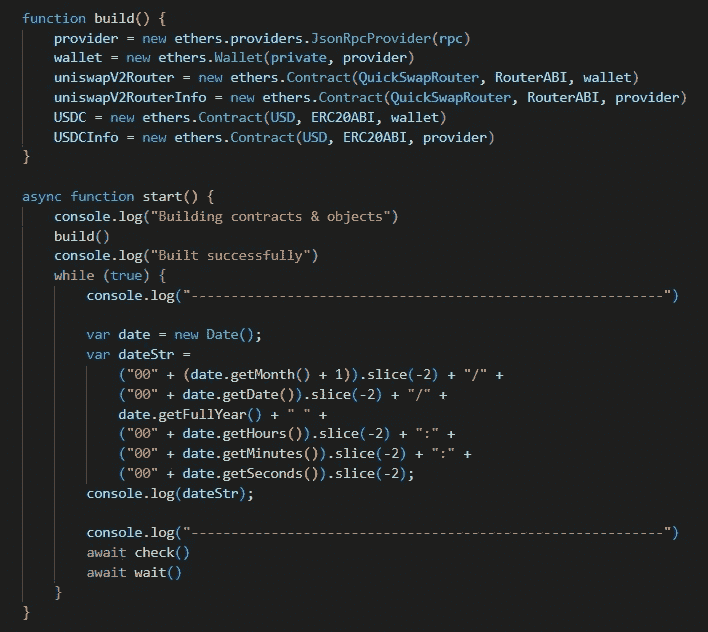 function build() {
    provider = new ethers.providers.JsonRpcProvider(rpc)
    wallet = new ethers.Wallet(private, provider)
    uniswapV2Router = new ethers.Contract(QuickSwapRouter, RouterABI, wallet)
    uniswapV2RouterInfo = new ethers.Contract(QuickSwapRouter, RouterABI, provider)
    USDC = new ethers.Contract(USD, ERC20ABI, wallet)
    USDCInfo = new ethers.Contract(USD, ERC20ABI, provider)
}

async function start() {
    console.log("Building contracts & objects")
    build()
    console.log("Built successfully")
    while (true) {
        console.log("-----------------------------------------------------------")

        var date = new Date();
        var dateStr =
            ("00" + (date.getMonth() + 1)).slice(-2) + "/" +
            ("00" + date.getDate()).slice(-2) + "/" +
            date.getFullYear() + " " +
            ("00" + date.getHours()).slice(-2) + ":" +
            ("00" + date.getMinutes()).slice(-2) + ":" +
            ("00" + date.getSeconds()).slice(-2);
        console.log(dateStr);

        console.log("-----------------------------------------------------------")
        await check()
        await wait()
    }
}